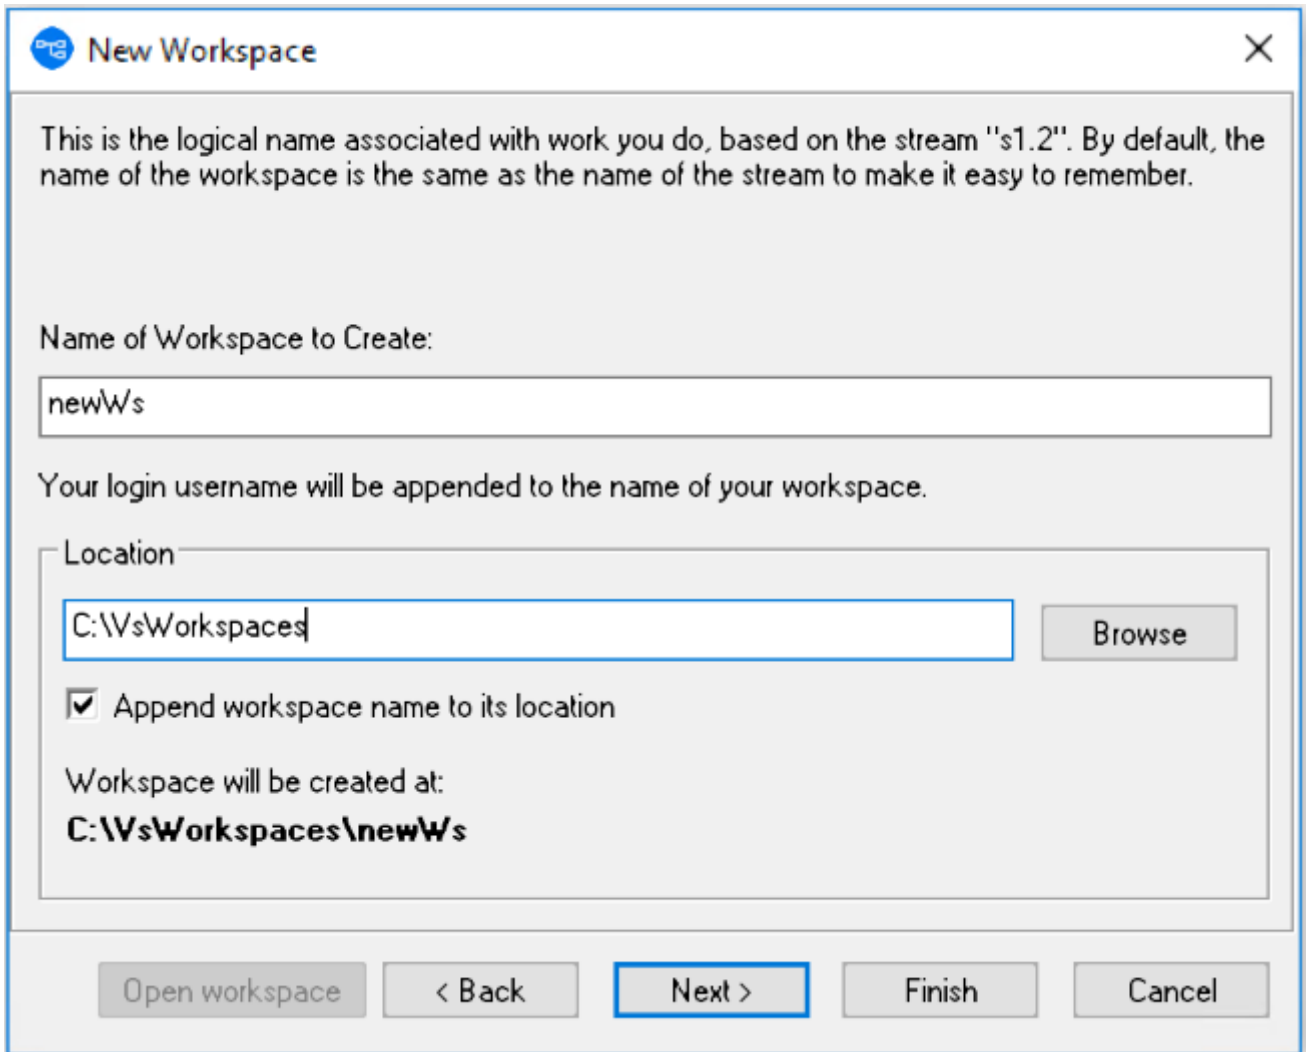 New Workspace
This is the logical name associated with work you do, based on the stream "s1.2". By default, the
name of the workspace is the same as the name of the stream to make it easy to remember.
Name of Workspace to Create:
newWs
Your login username will be appended to the name of your workspace.
Location
C:\VsWorkspaces
Browse
Append workspace name to its location
Workspace will be created at:
C:\VsWorkspaces\newWs
Open workspace
< Back
Next >
Finish
Cancel